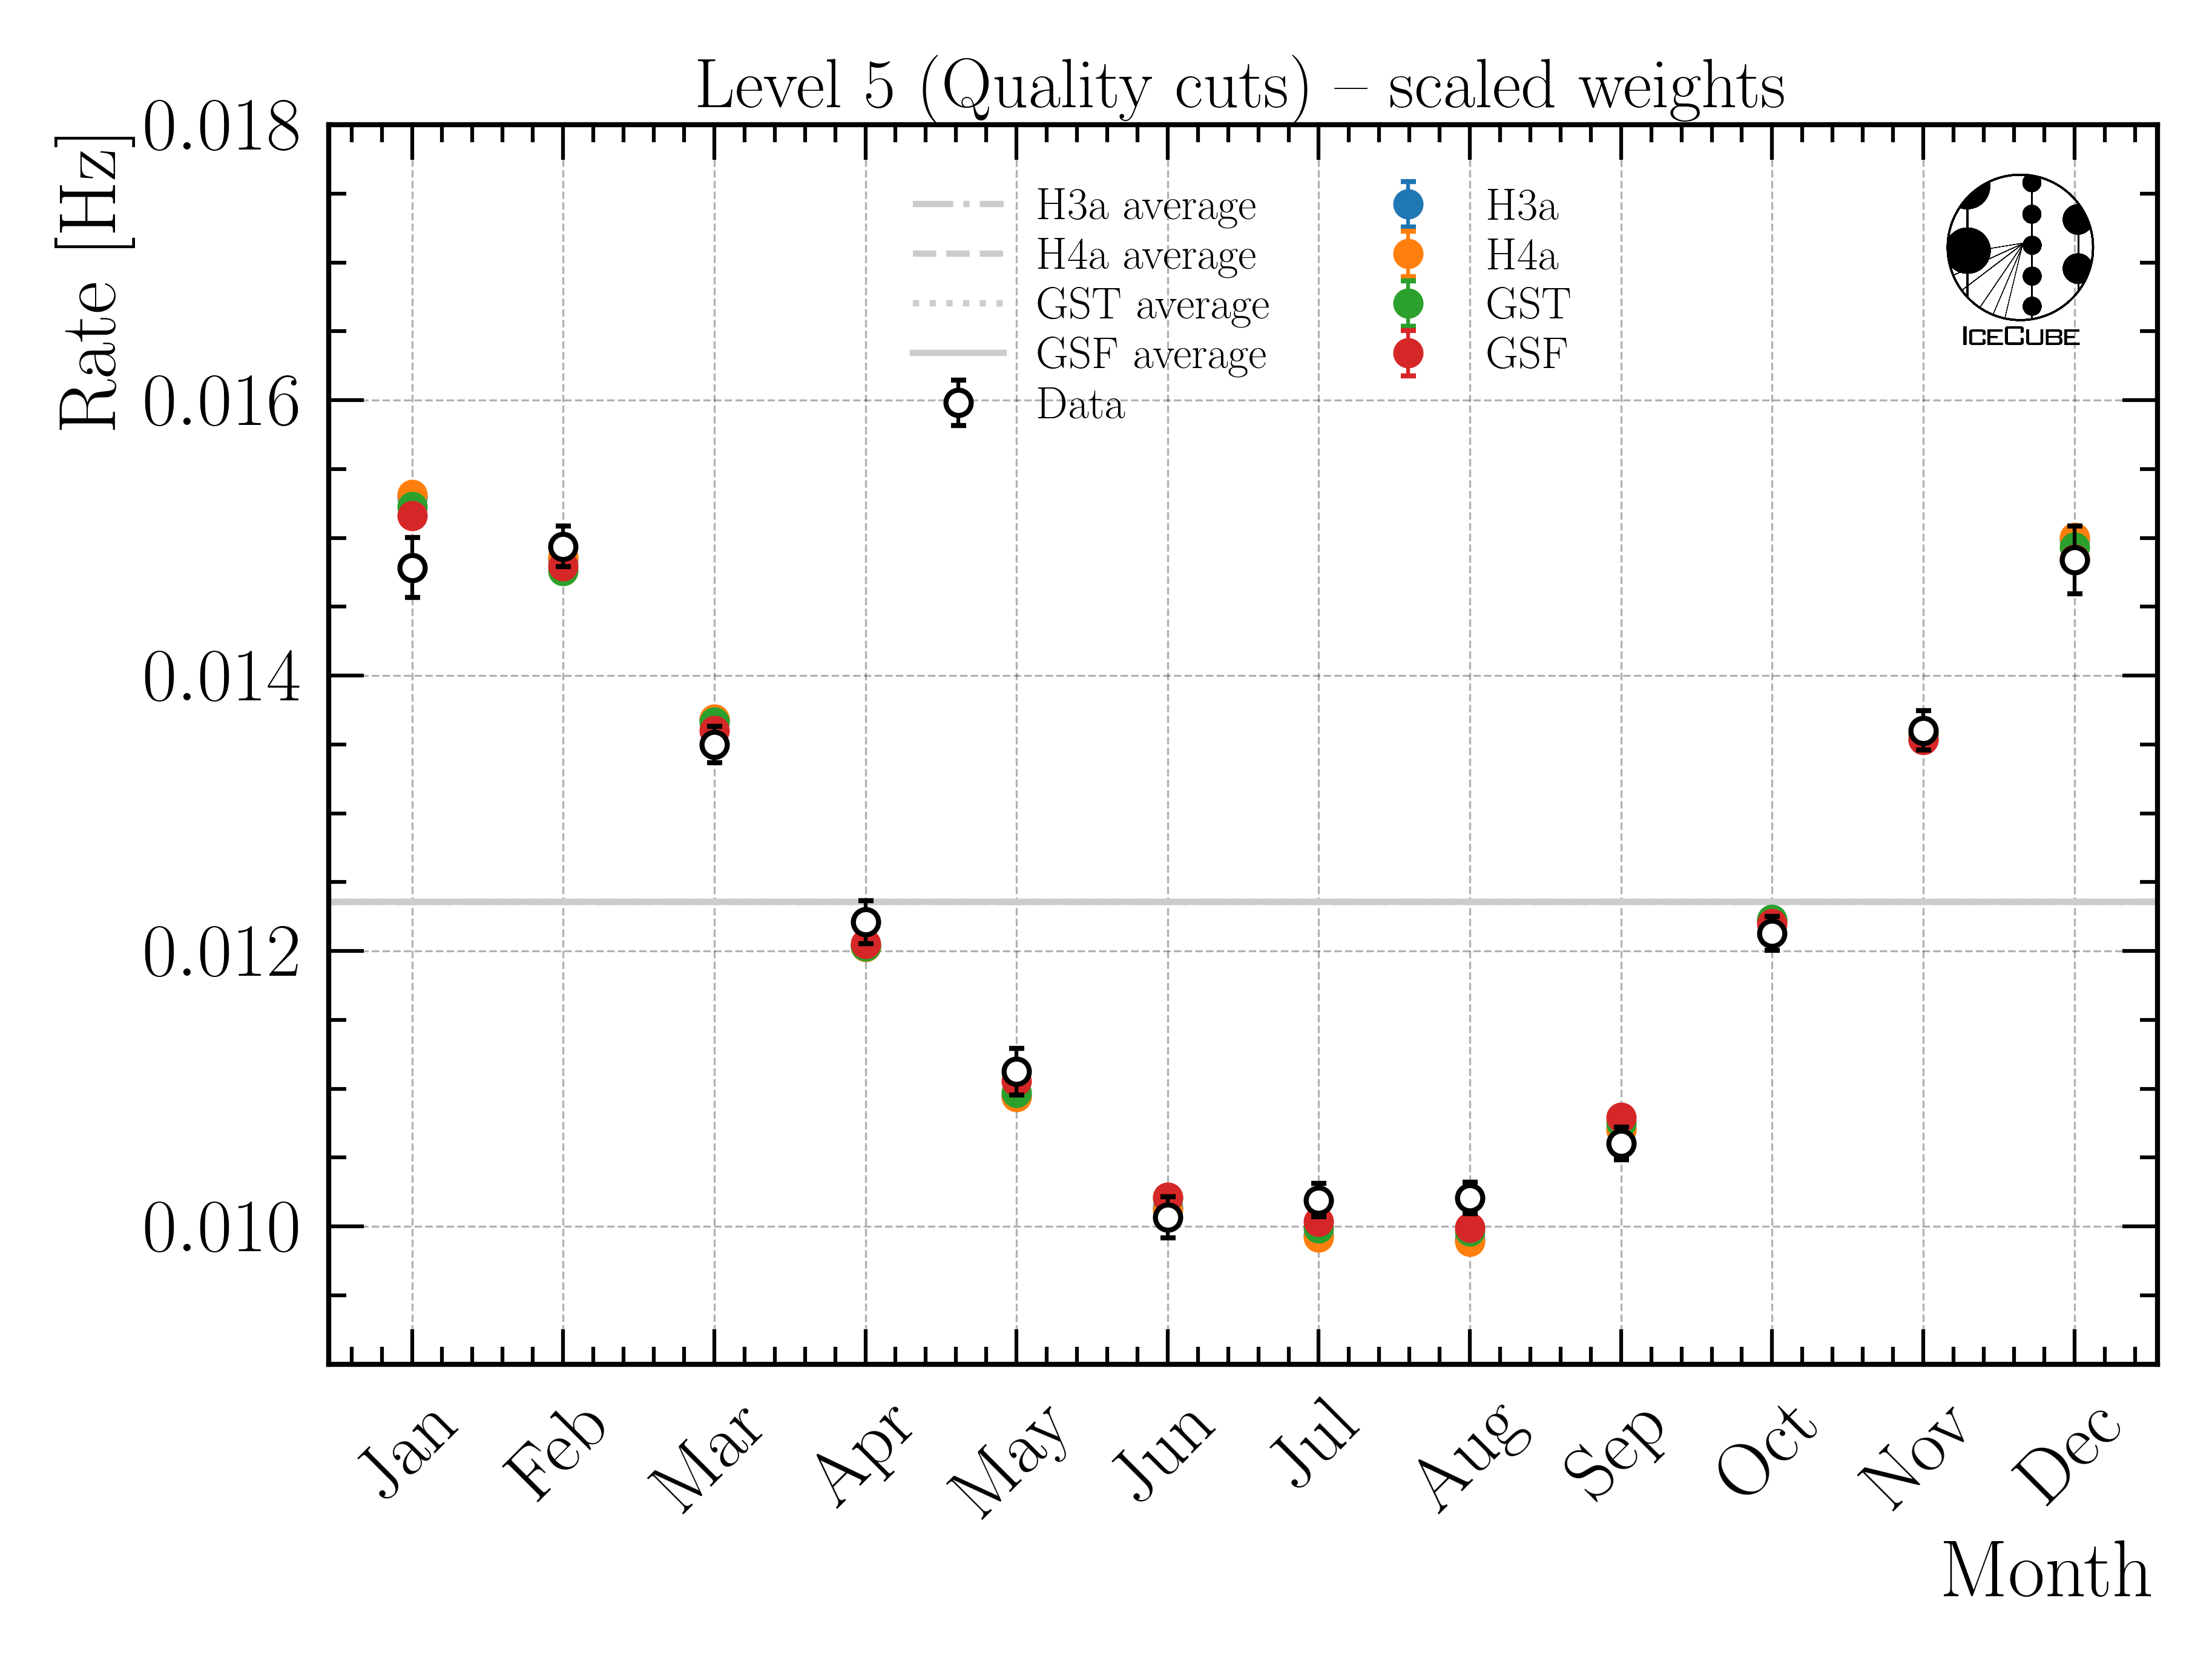 Level 5 (Quality cuts) – scaled weights
Rate [Hz]
0.018
0.016
0.014
0.012
0.010
H3a average
H4a average
GST average
GSF average
Data
H3a
H4a
GST
GSF
ICECUBE
Jan
Feb
Mar
Apr
May
Jun
Jul
Aug
Sep
Oct
Nov
Dec
Month